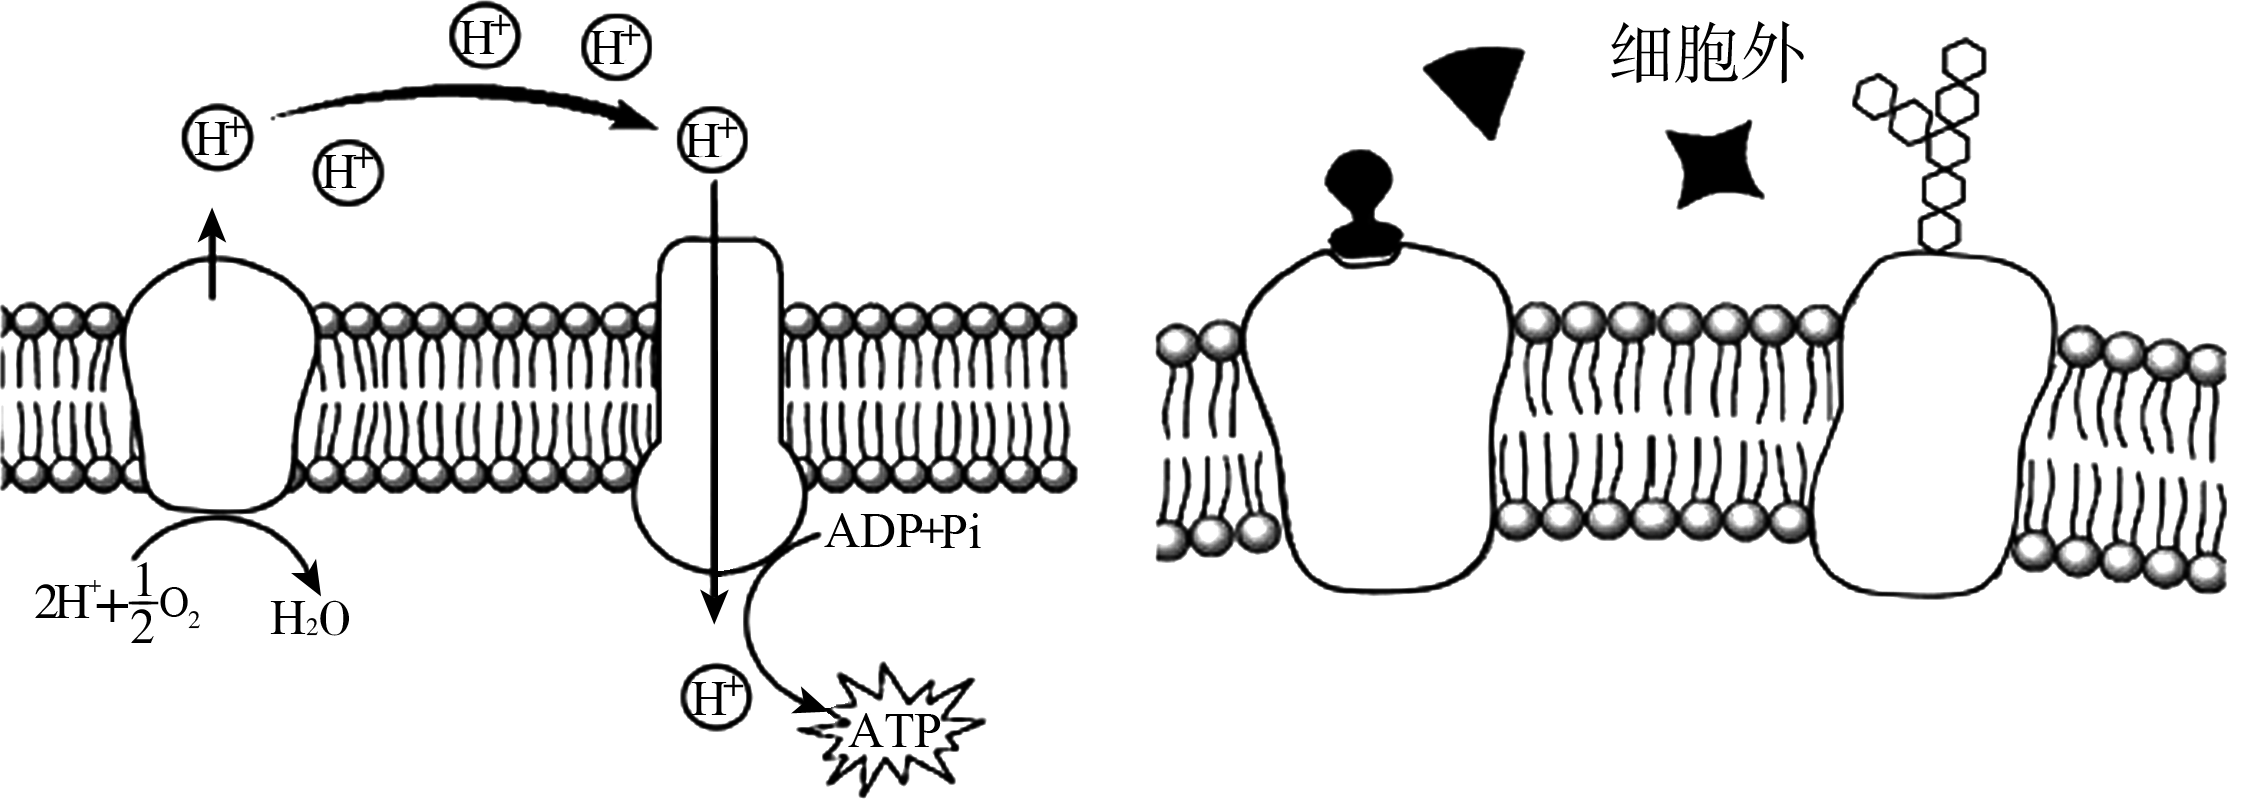 H⁺
H⁺
细胞外
H⁺
H⁺
H⁺
ADP+Pi
2H⁺+1/2O₂
H₂O
H⁺
ATP